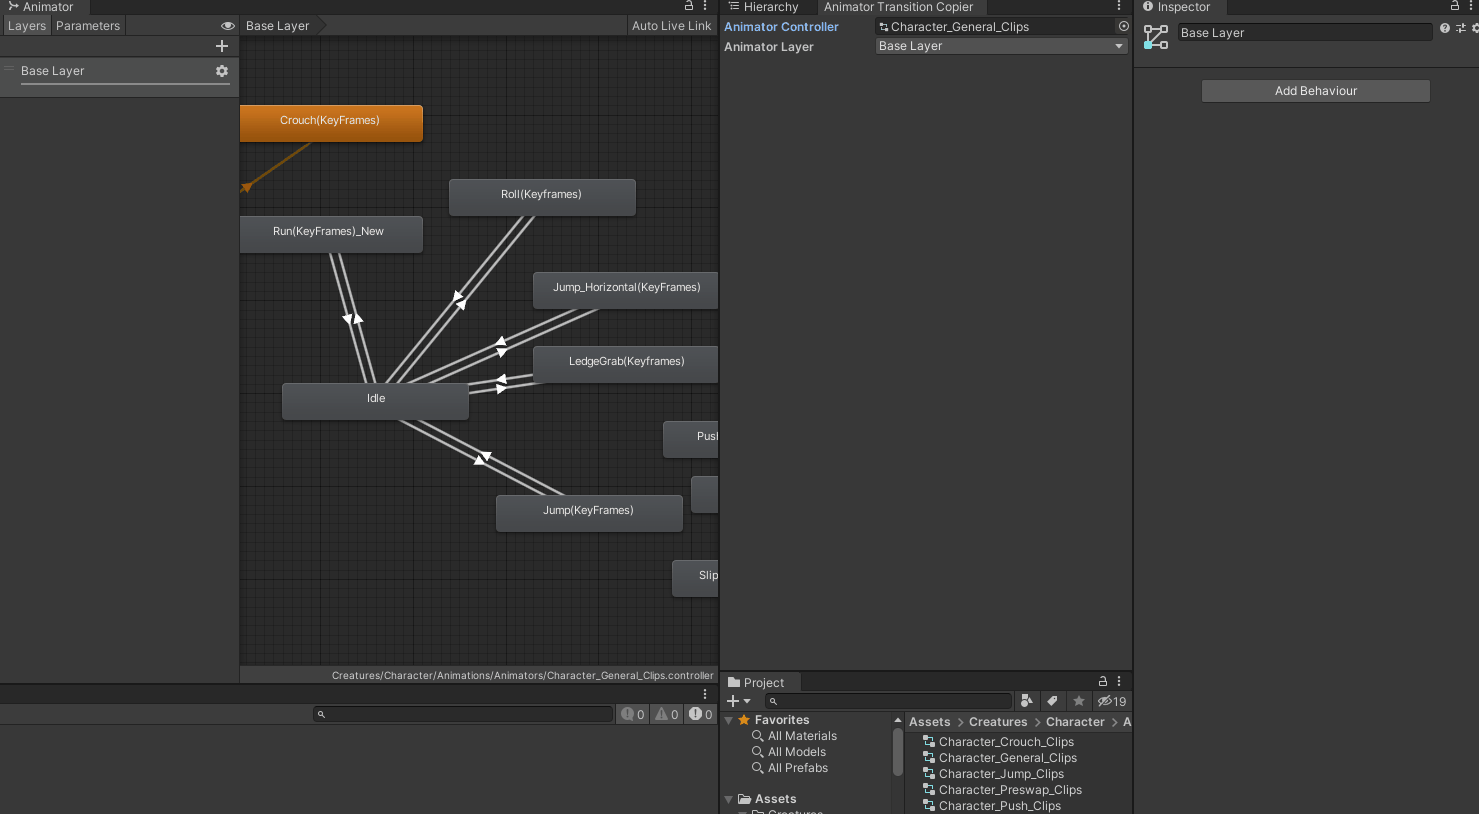 Animator
Layers
Parameters
Base Layer
Auto Live Link
Base Layer
Crouch(KeyFrames)
Roll(Keyframes)
Run(KeyFrames)_New
Jump_Horizontal(KeyFrames)
LedgeGrab(Keyframes)
Idle
Pus
Jump(KeyFrames)
Slip
Creatures/Character/Animations/Animators/Character_General_Clips.controller
0
0
0
Hierarchy
Animator Transition Copier
Animator Controller
Character_General_Clips
Animator Layer
Base Layer
Project
19
Favorites
All Materials
All Models
All Prefabs
Assets
Assets > Creatures > Character > A
Character_Crouch_Clips
Character_General_Clips
Character_Jump_Clips
Character_Preswap_Clips
Character_Push_Clips
Inspector
Base Layer
Add Behaviour